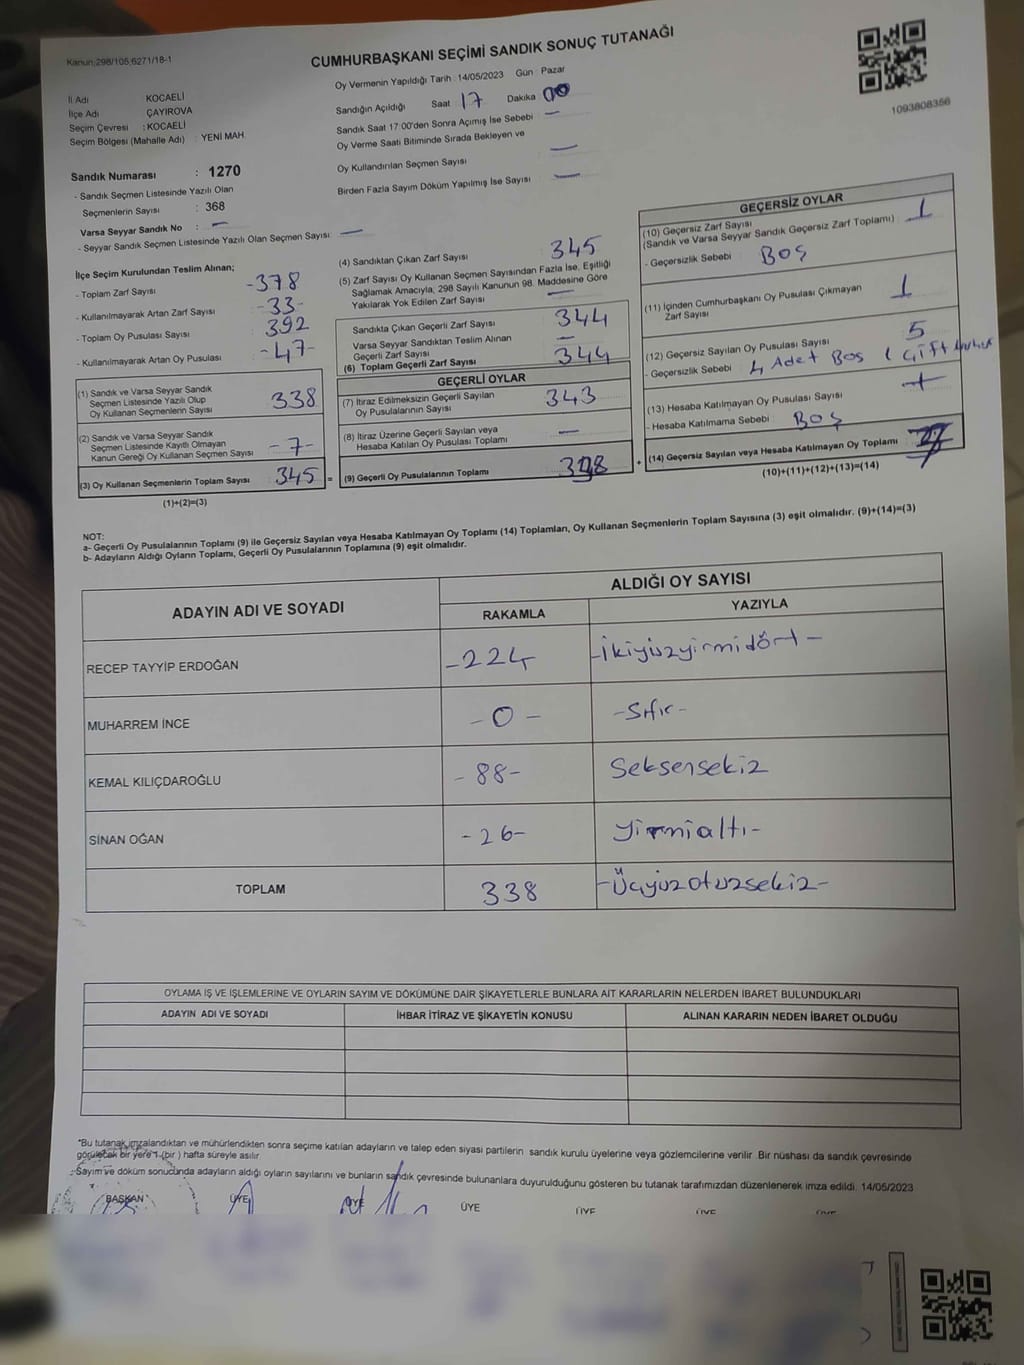 Kanun:298/105,6271/18-1
CUMHURBAŞKANI SEÇİMİ SANDIK SONUÇ TUTANAĞI
1093808356
İl Adı KOCAELİ
İlçe Adı ÇAYIROVA
Seçim Çevresi : KOCAELİ
Seçim Bölgesi (Mahalle Adı) : YENİ MAH.
Sandık Numarası : 1270
- Sandık Seçmen Listesinde Yazılı Olan
Seçmenlerin Sayısı : 368
Varsa Seyyar Sandık No : -
- Seyyar Sandık Seçmen Listesinde Yazılı Olan Seçmen Sayısı: -
Oy Vermenin Yapıldığı Tarih : 14/05/2023 Gün Pazar
Sandığın Açıldığı Saat 17 Dakika 00
Sandık Saat 17:00'den Sonra Açımış İse Sebebi -
Oy Verme Saati Bitiminde Sırada Bekleyen ve
Oy Kullandırılan Seçmen Sayısı -
Birden Fazla Sayım Döküm Yapılmış İse Sayısı -
İlçe Seçim Kurulundan Teslim Alınan;
- Toplam Zarf Sayısı -378
- Kullanılmayarak Artan Zarf Sayısı -33-
- Toplam Oy Pusulası Sayısı 392
- Kullanılmayarak Artan Oy Pusulası -47-
(1) Sandık ve Varsa Seyyar Sandık
Seçmen Listesinde Yazılı Olup
Oy Kullanan Seçmenlerin Sayısı 338
(2) Sandık ve Varsa Seyyar Sandık
Seçmen Listesinde Kayıtlı Olmayan
Kanun Gereği Oy Kullanan Seçmen Sayısı -7-
(3) Oy Kullanan Seçmenlerin Toplam Sayısı 345 =
(1)+(2)=(3)
(4) Sandıktan Çıkan Zarf Sayısı 345
(5) Zarf Sayısı Oy Kullanan Seçmen Sayısından Fazla İse, Eşitliği
Sağlamak Amacıyla, 298 Sayılı Kanunun 98. Maddesine Göre
Yakılarak Yok Edilen Zarf Sayısı -
Sandıkta Çıkan Geçerli Zarf Sayısı 344
Varsa Seyyar Sandıktan Teslim Alınan
Geçerli Zarf Sayısı -
(6) Toplam Geçerli Zarf Sayısı 344
GEÇERLİ OYLAR
(7) İtiraz Edilmeksizin Geçerli Sayılan
Oy Pusulalarının Sayısı 343
(8) İtiraz Üzerine Geçerli Sayılan veya
Hesaba Katılan Oy Pusulası Toplamı -
(9) Geçerli Oy Pusulalarının Toplamı +
GEÇERSİZ OYLAR
(10) Geçersiz Zarf Sayısı 1
(Sandık ve Varsa Seyyar Sandık Geçersiz Zarf Toplamı) :
- Geçersizlik Sebebi Boş
(11) İçinden Cumhurbaşkanı Oy Pusulası Çıkmayan
Zarf Sayısı 1
(12) Geçersiz Sayılan Oy Pusulası Sayısı 5
- Geçersizlik Sebebi 4 Adet Boş 1 Çift
(13) Hesaba Katılmayan Oy Pusulası Sayısı
- Hesaba Katılmama Sebebi : Boş
(14) Geçersiz Sayılan veya Hesaba Katılmayan Oy Toplamı 7
(10)+(11)+(12)+(13)=(14)
NOT:
a- Geçerli Oy Pusulalarının Toplamı (9) ile Geçersiz Sayılan veya Hesaba Katılmayan Oy Toplamı (14) Toplamları, Oy Kullanan Seçmenlerin Toplam Sayısına (3) eşit olmalıdır. (9)+(14)=(3)
b- Adayların Aldığı Oyların Toplamı, Geçerli Oy Pusulalarının Toplamına (9) eşit olmalıdır.
ADAYIN ADI VE SOYADI ALDIĞI OY SAYISI
RAKAMLA YAZIYLA
RECEP TAYYİP ERDOĞAN -224 -İkiyüzyirmidört-
MUHARREM İNCE -0- -Sıfır-
KEMAL KILIÇDAROĞLU -88- Seksensekiz
SİNAN OĞAN -26- Yirmialtı-
TOPLAM 338 -Üçyüzotuzsekiz-
OYLAMA İŞ VE İŞLEMLERİNE VE OYLARIN SAYIM VE DÖKÜMÜNE DAİR ŞİKAYETLERLE BUNLARA AİT KARARLARIN NELERDEN İBARET BULUNDUKLARI
ADAYIN ADI VE SOYADI İHBAR İTİRAZ VE ŞİKAYETİN KONUSU ALINAN KARARIN NEDEN İBARET OLDUĞU
*Bu tutanak imzalandıktan ve mühürlendikten sonra seçime katılan adayların ve talep eden siyasi partilerin sandık kurulu üyelerine veya gözlemcilerine verilir .Bir nüshası da sandık çevresinde
görülecek bir yere 1 (bir ) hafta süreyle asılır.
- Sayım ve döküm sonucunda adayların aldığı oyların sayılarını ve bunların sandık çevresinde bulunanlara duyurulduğunu gösteren bu tutanak tarafımızdan düzenlenerek imza edildi. 14/05/2023
BAŞKAN ÜYE ÜYE ÜYE ÜYE ÜYE ÜYE